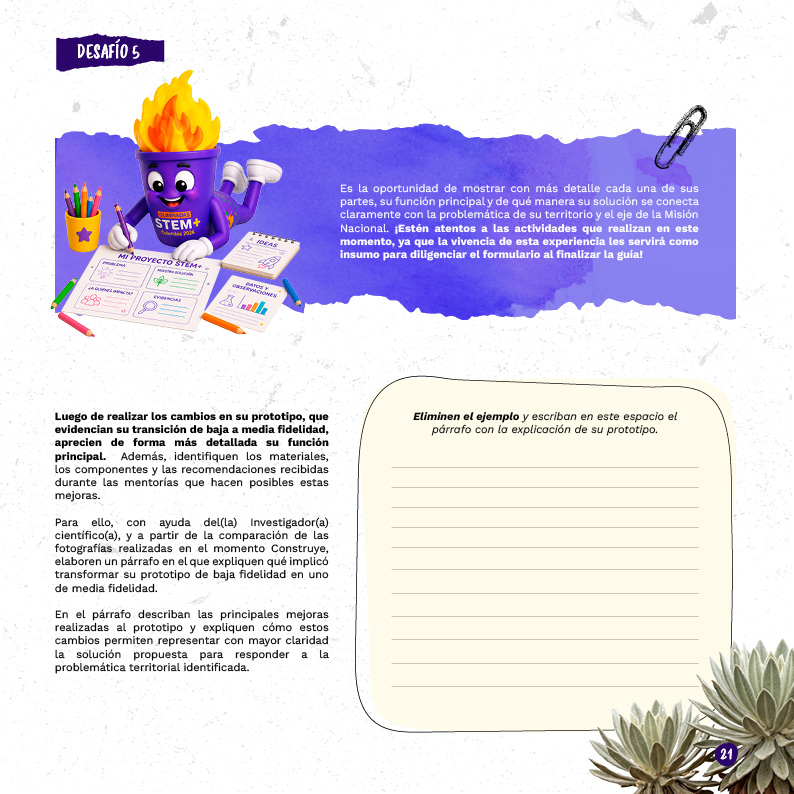 DESAFÍO 5
Es la oportunidad de mostrar con más detalle cada una de sus
partes, su función principal y de qué manera su solución se conecta
claramente con la problemática de su territorio y el eje de la Misión
Nacional. ¡Estén atentos a las actividades que realizan en este
momento, ya que la vivencia de esta experiencia les servirá como
insumo para diligenciar el formulario al finalizar la guía!
OLIMPIADAS
STEM+
Colombia 2026
IDEAS
MI PROYECTO STEM+
PROBLEMA
NUESTRA SOLUCIÓN
¿A QUIÉNES IMPACTA?
EVIDENCIAS
DATOS Y
OBSERVACIONES
Luego de realizar los cambios en su prototipo, que
evidencian su transición de baja a media fidelidad,
aprecien de forma más detallada su función
principal. Además, identifiquen los materiales,
los componentes y las recomendaciones recibidas
durante las mentorías que hacen posibles estas
mejoras.
Para ello, con ayuda del(la) Investigador(a)
científico(a), y a partir de la comparación de las
fotografías realizadas en el momento Construye,
elaboren un párrafo en el que expliquen qué implicó
transformar su prototipo de baja fidelidad en uno
de media fidelidad.
En el párrafo describan las principales mejoras
realizadas al prototipo y expliquen cómo estos
cambios permiten representar con mayor claridad
la solución propuesta para responder a la
problemática territorial identificada.
Eliminen el ejemplo y escriban en este espacio el
párrafo con la explicación de su prototipo.
21